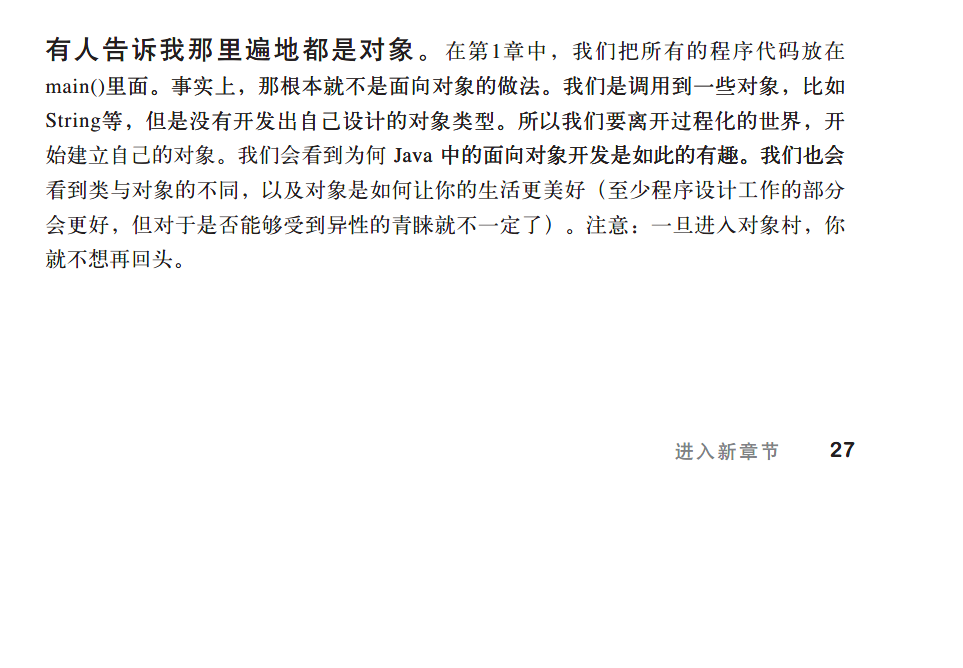 有人告诉我那里遍地都是对象。在第1章中，我们把所有的程序代码放在
main()里面。事实上，那根本就不是面向对象的做法。我们是调用到一些对象，比如
String等，但是没有开发出自己设计的对象类型。所以我们要离开过程化的世界，开
始建立自己的对象。我们会看到为何 Java 中的面向对象开发是如此的有趣。我们也会
看到类与对象的不同，以及对象是如何让你的生活更美好（至少程序设计工作的部分
会更好，但对于是否能够受到异性的青睐就不一定了）。注意：一旦进入对象村，你
就不想再回头。
进入新章节 27